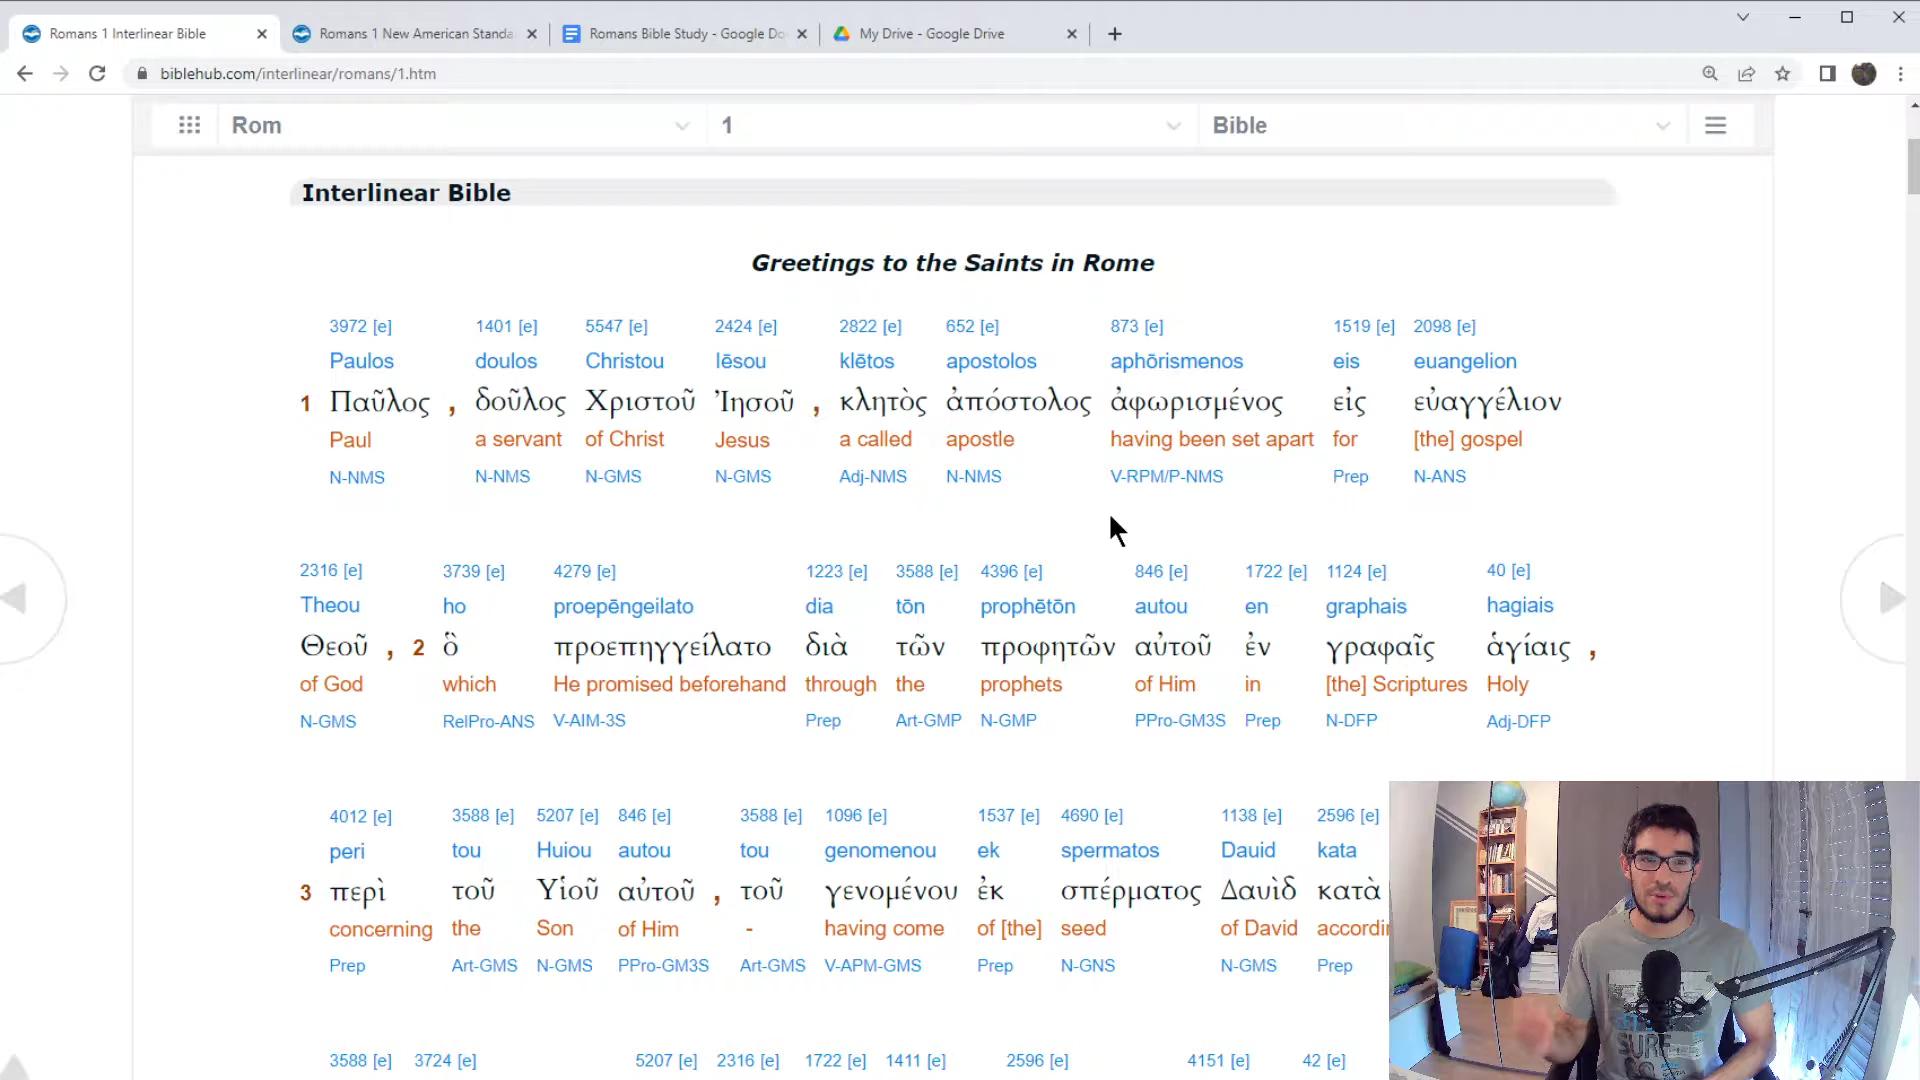 Romans 1 Interlinear Bible
Romans 1 New American Standa
Romans Bible Study - Google Do
My Drive - Google Drive
biblehub.com/interlinear/romans/1.htm
Rom 1 Bible
Interlinear Bible
Greetings to the Saints in Rome
3972 [e] 1401 [e] 5547 [e] 2424 [e] 2822 [e] 652 [e] 873 [e] 1519 [e] 2098 [e]
Paulos doulos Christou Iēsou klētos apostolos aphōrismenos eis euangelion
1 Παῦλος , δοῦλος Χριστοῦ Ἰησοῦ , κλητὸς ἀπόστολος ἀφωρισμένος εἰς εὐαγγέλιον
Paul a servant of Christ Jesus a called apostle having been set apart for [the] gospel
N-NMS N-NMS N-GMS N-GMS Adj-NMS N-NMS V-RPM/P-NMS Prep N-ANS
2316 [e] 3739 [e] 4279 [e] 1223 [e] 3588 [e] 4396 [e] 846 [e] 1722 [e] 1124 [e] 40 [e]
Theou ho proepēngeilato dia tōn prophētōn autou en graphais hagiais
Θεοῦ , 2 ὃ προεπηγγείλατο διὰ τῶν προφητῶν αὐτοῦ ἐν γραφαῖς ἁγίαις ,
of God which He promised beforehand through the prophets of Him in [the] Scriptures Holy
N-GMS RelPro-ANS V-AIM-3S Prep Art-GMP N-GMP PPro-GM3S Prep N-DFP Adj-DFP
4012 [e] 3588 [e] 5207 [e] 846 [e] 3588 [e] 1096 [e] 1537 [e] 4690 [e] 1138 [e] 2596 [e]
peri tou Huiou autou tou genomenou ek spermatos Dauid kata
3 περὶ τοῦ Υἱοῦ αὐτοῦ , τοῦ γενομένου ἐκ σπέρματος Δαυὶδ κατὰ
concerning the Son of Him - having come of [the] seed of David accordi
Prep Art-GMS N-GMS PPro-GM3S Art-GMS V-APM-GMS Prep N-GNS N-GMS Prep
3588 [e] 3724 [e] 5207 [e] 2316 [e] 1722 [e] 1411 [e] 2596 [e] 4151 [e] 42 [e]
SURF